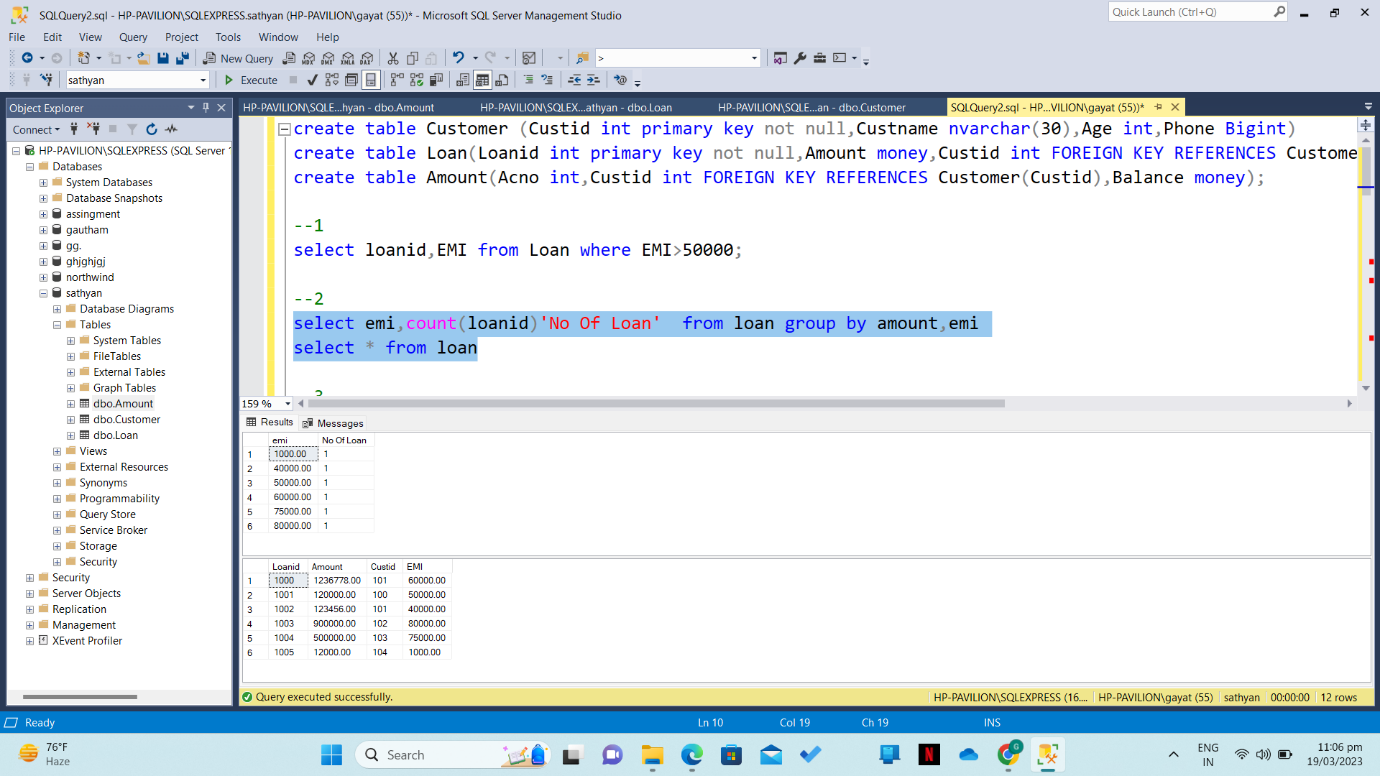 SQLQuery2.sql - HP-PAVILION\SQLEXPRESS.sathyan (HP-PAVILION\gayat (55))* - Microsoft SQL Server Management Studio
Quick Launch (Ctrl+Q)
File Edit View Query Project Tools Window Help
New Query
>
sathyan
Execute
Object Explorer
Connect
HP-PAVILION\SQLEXPRESS (SQL Server
Databases
System Databases
Database Snapshots
assingment
gautham
gg.
ghjghjgj
northwind
sathyan
Database Diagrams
Tables
System Tables
FileTables
External Tables
Graph Tables
dbo.Amount
dbo.Customer
dbo.Loan
Views
External Resources
Synonyms
Programmability
Query Store
Service Broker
Storage
Security
Security
Server Objects
Replication
Management
XEvent Profiler
HP-PAVILION\SQLE...hyan - dbo.Amount
HP-PAVILION\SQLEX...athyan - dbo.Loan
HP-PAVILION\SQLE...an - dbo.Customer
SQLQuery2.sql - HP...VILION\gayat (55))*
create table Customer (Custid int primary key not null,Custname nvarchar(30),Age int,Phone Bigint)
create table Loan(Loanid int primary key not null,Amount money,Custid int FOREIGN KEY REFERENCES Custome
create table Amount(Acno int,Custid int FOREIGN KEY REFERENCES Customer(Custid),Balance money);
--1
select loanid,EMI from Loan where EMI>50000;
--2
select emi,count(loanid)'No Of Loan'  from loan group by amount,emi
select * from loan
--3
159 %
Results Messages
emi No Of Loan
1 1000.00 1
2 40000.00 1
3 50000.00 1
4 60000.00 1
5 75000.00 1
6 80000.00 1
Loanid Amount Custid EMI
1 1000 1236778.00 101 60000.00
2 1001 120000.00 100 50000.00
3 1002 123456.00 101 40000.00
4 1003 900000.00 102 80000.00
5 1004 500000.00 103 75000.00
6 1005 12000.00 104 1000.00
Query executed successfully.
HP-PAVILION\SQLEXPRESS (16.... HP-PAVILION\gayat (55) sathyan 00:00:00 12 rows
Ready Ln 10 Col 19 Ch 19 INS
76°F
Haze
Search
N
G
ENG
IN
11:06 pm
19/03/2023